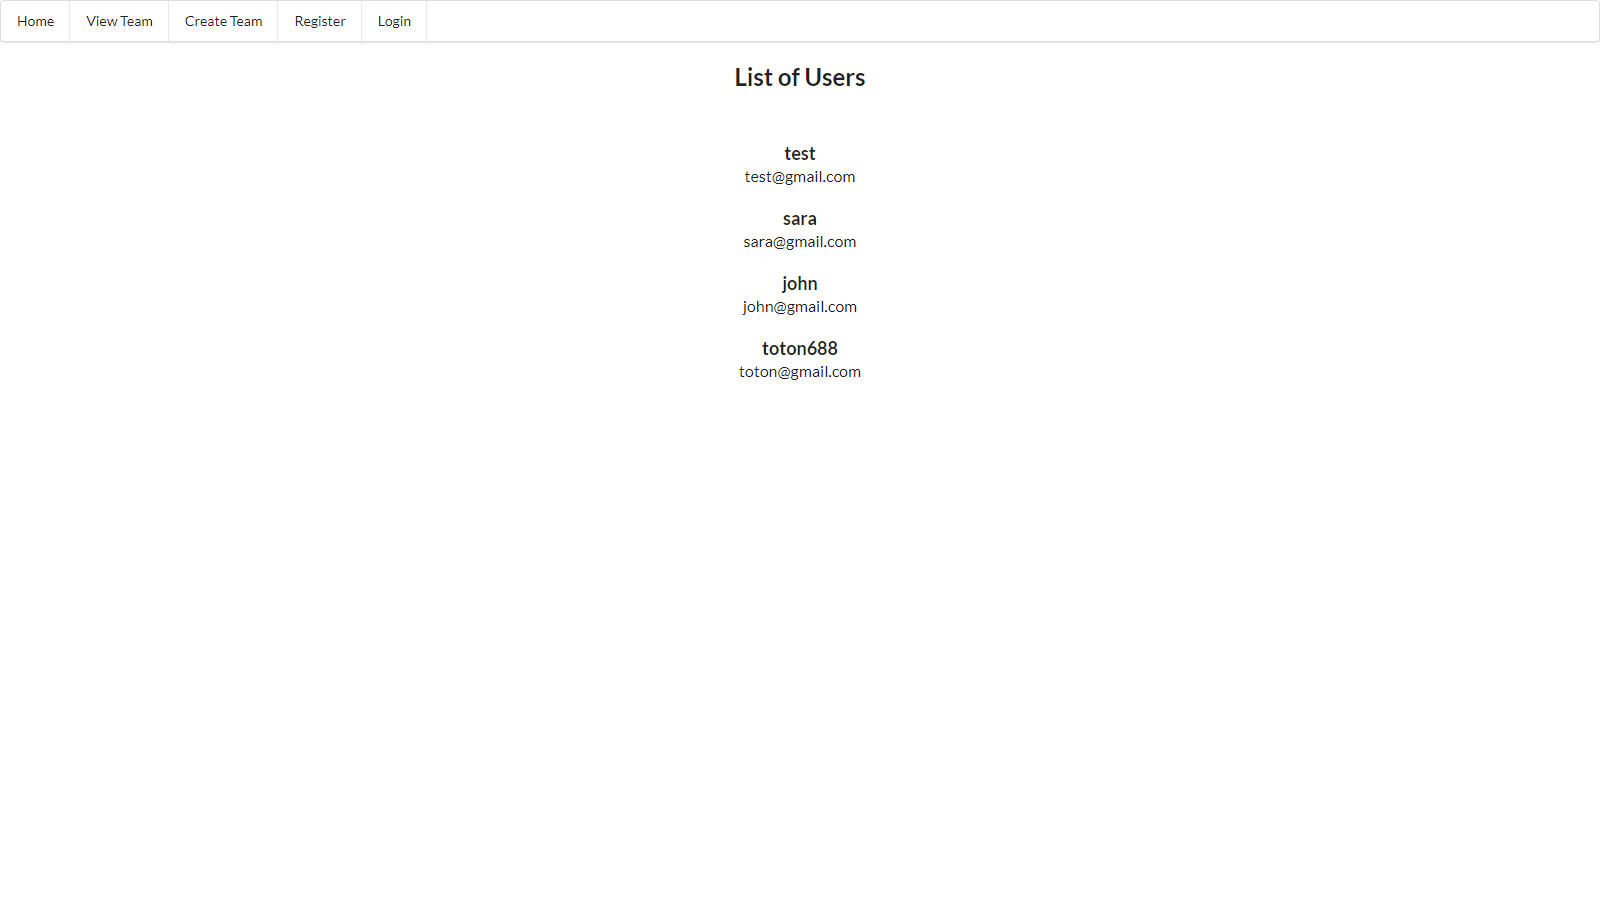 Home View Team Create Team Register Login
List of Users
test
test@gmail.com
sara
sara@gmail.com
john
john@gmail.com
toton688
toton@gmail.com